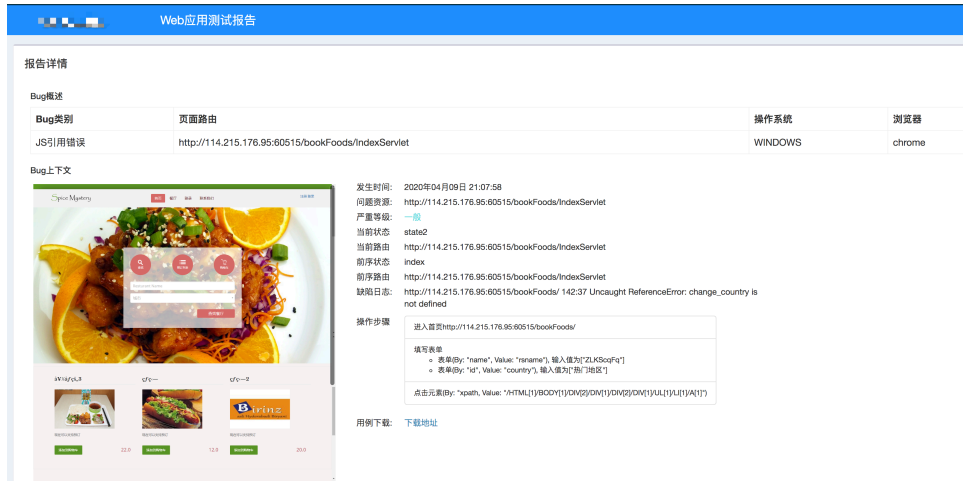 Web应用测试报告
报告详情
Bug概述
Bug类别 页面路由 操作系统 浏览器
JS引用错误 http://114.215.176.95:60515/bookFoods/IndexServlet WINDOWS chrome
Bug上下文
Spice Mystery
22.0 12.0 20.0
发生时间: 2020年04月09日 21:07:58
问题资源: http://114.215.176.95:60515/bookFoods/IndexServlet
严重等级: 一般
当前状态 state2
当前路由 http://114.215.176.95:60515/bookFoods/IndexServlet
前序状态 index
前序路由 http://114.215.176.95:60515/bookFoods/IndexServlet
缺陷日志: http://114.215.176.95:60515/bookFoods/ 142:37 Uncaught ReferenceError: change_country is
not defined
操作步骤 进入首页http://114.215.176.95:60515/bookFoods/
填写表单
表单(By: "name", Value: "rsname"), 输入值为["ZLKScqFq"]
表单(By: "id", Value: "country"), 输入值为["热门地区"]
点击元素(By: "xpath, Value: "/HTML[1]/BODY[1]/DIV[2]/DIV[1]/DIV[2]/DIV[1]/UL[1]/LI[1]/A[1]")
用例下载: 下载地址